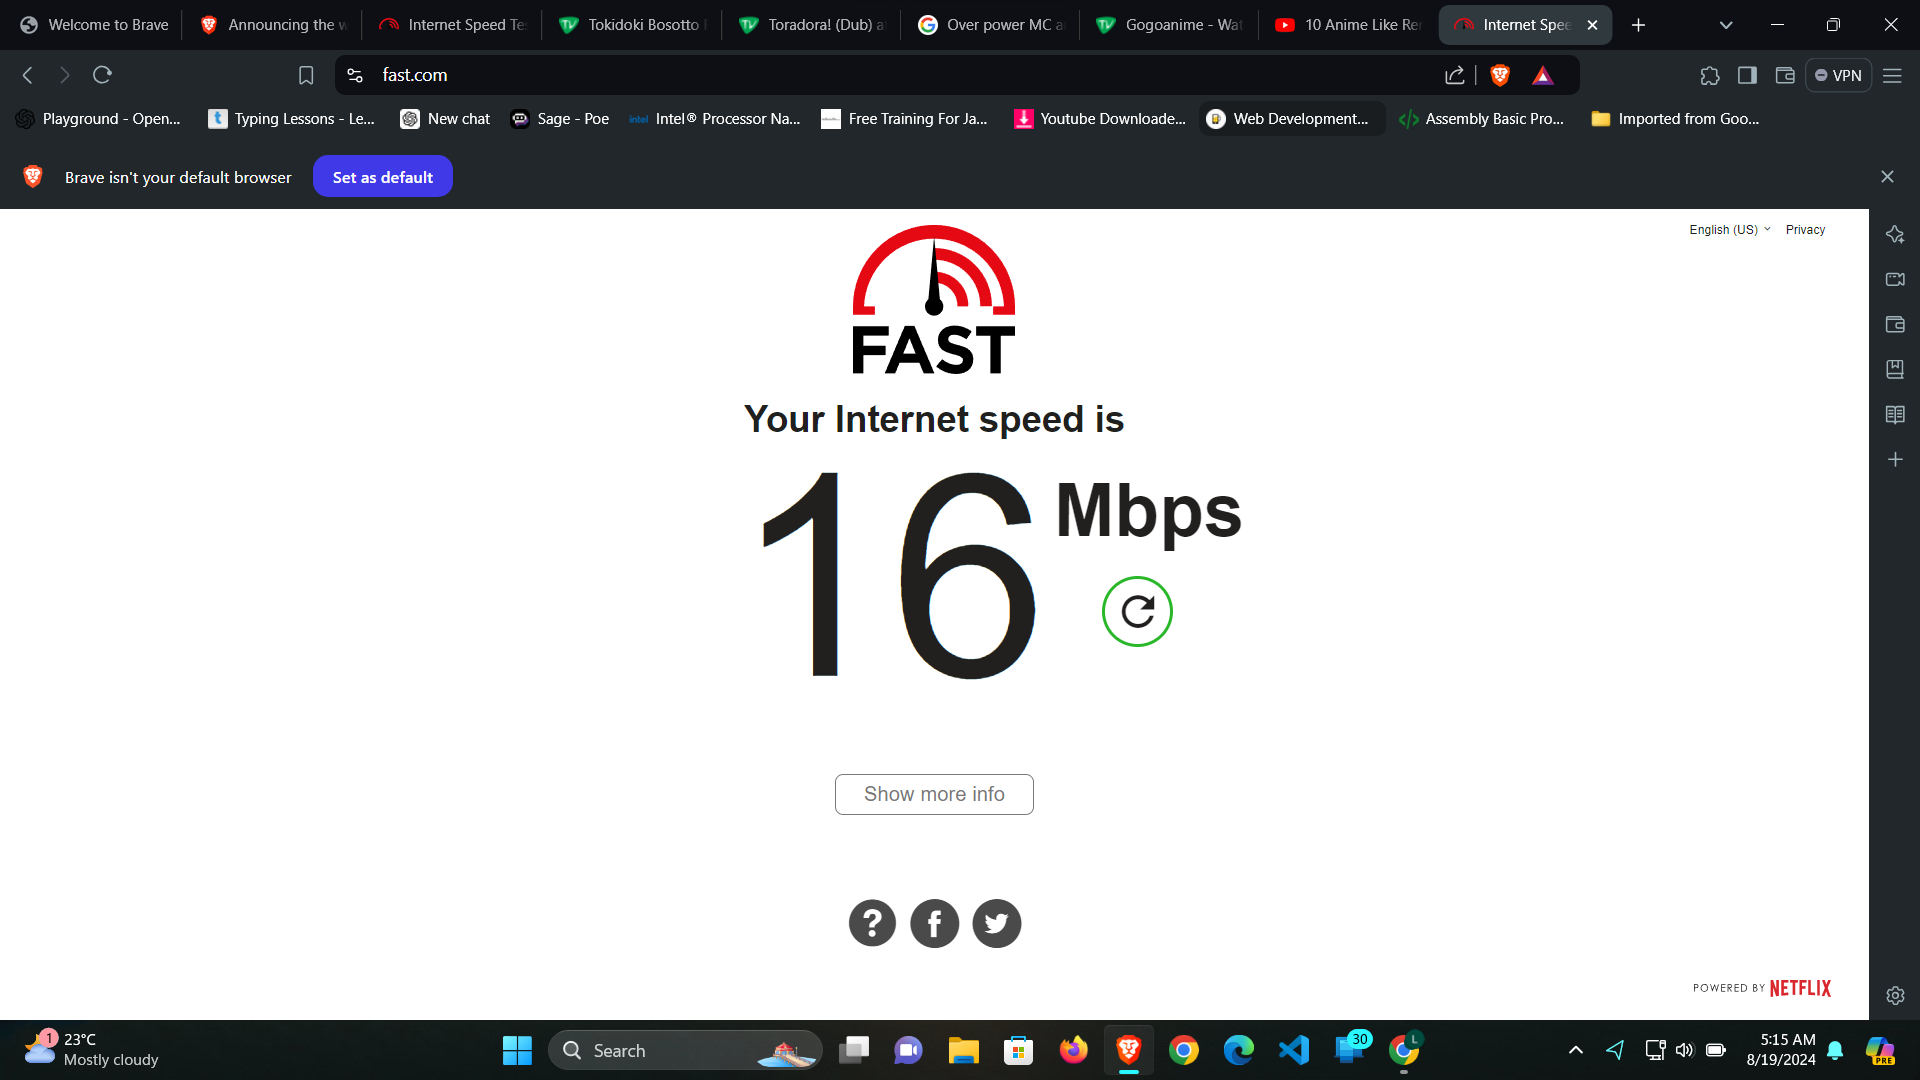 Welcome to Brave
Announcing the w
Internet Speed Tes
Tokidoki Bosotto
Toradora! (Dub) a
Over power MC a
Gogoanime - Wat
10 Anime Like Re
Internet Spee
fast.com
VPN
Playground - Open...
t Typing Lessons - Le...
New chat
Sage - Poe
intel Intel® Processor Na...
Free Training For Ja...
Youtube Downloade...
Web Development...
Assembly Basic Pro...
Imported from Goo...
Brave isn't your default browser
Set as default
English (US)
Privacy
FAST
Your Internet speed is
16 Mbps
Show more info
POWERED BY NETFLIX
1
23°C
Mostly cloudy
Search
30
L
5:15 AM
8/19/2024
PRE